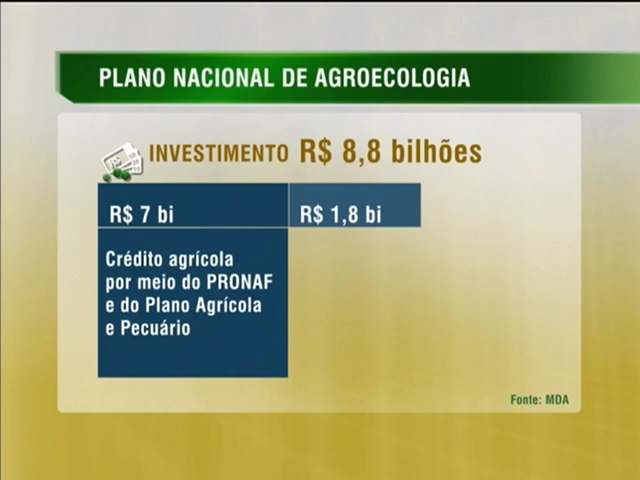 PLANO NACIONAL DE AGROECOLOGIA
INVESTIMENTO R$ 8,8 bilhões
R$ 7 bi
R$ 1,8 bi
Crédito agrícola
por meio do PRONAF
e do Plano Agrícola
e Pecuário
Fonte: MDA